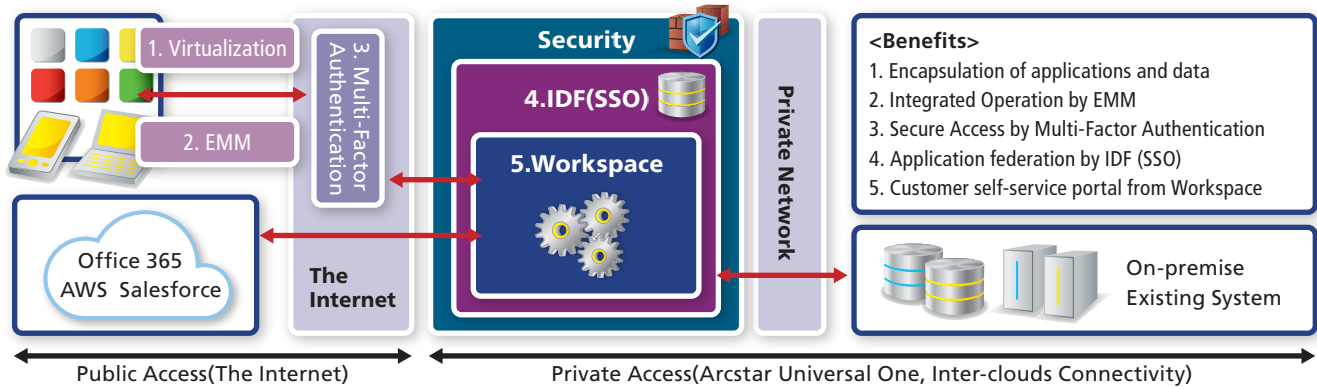 1. Virtualization
2. EMM
3. Multi-Factor
Authentication
Office 365
AWS Salesforce
The
Internet
Security
4.IDF(SSO)
5.Workspace
Private Network
<Benefits>
1. Encapsulation of applications and data
2. Integrated Operation by EMM
3. Secure Access by Multi-Factor Authentication
4. Application federation by IDF (SSO)
5. Customer self-service portal from Workspace
On-premise
Existing System
Public Access(The Internet)
Private Access(Arcstar Universal One, Inter-clouds Connectivity)